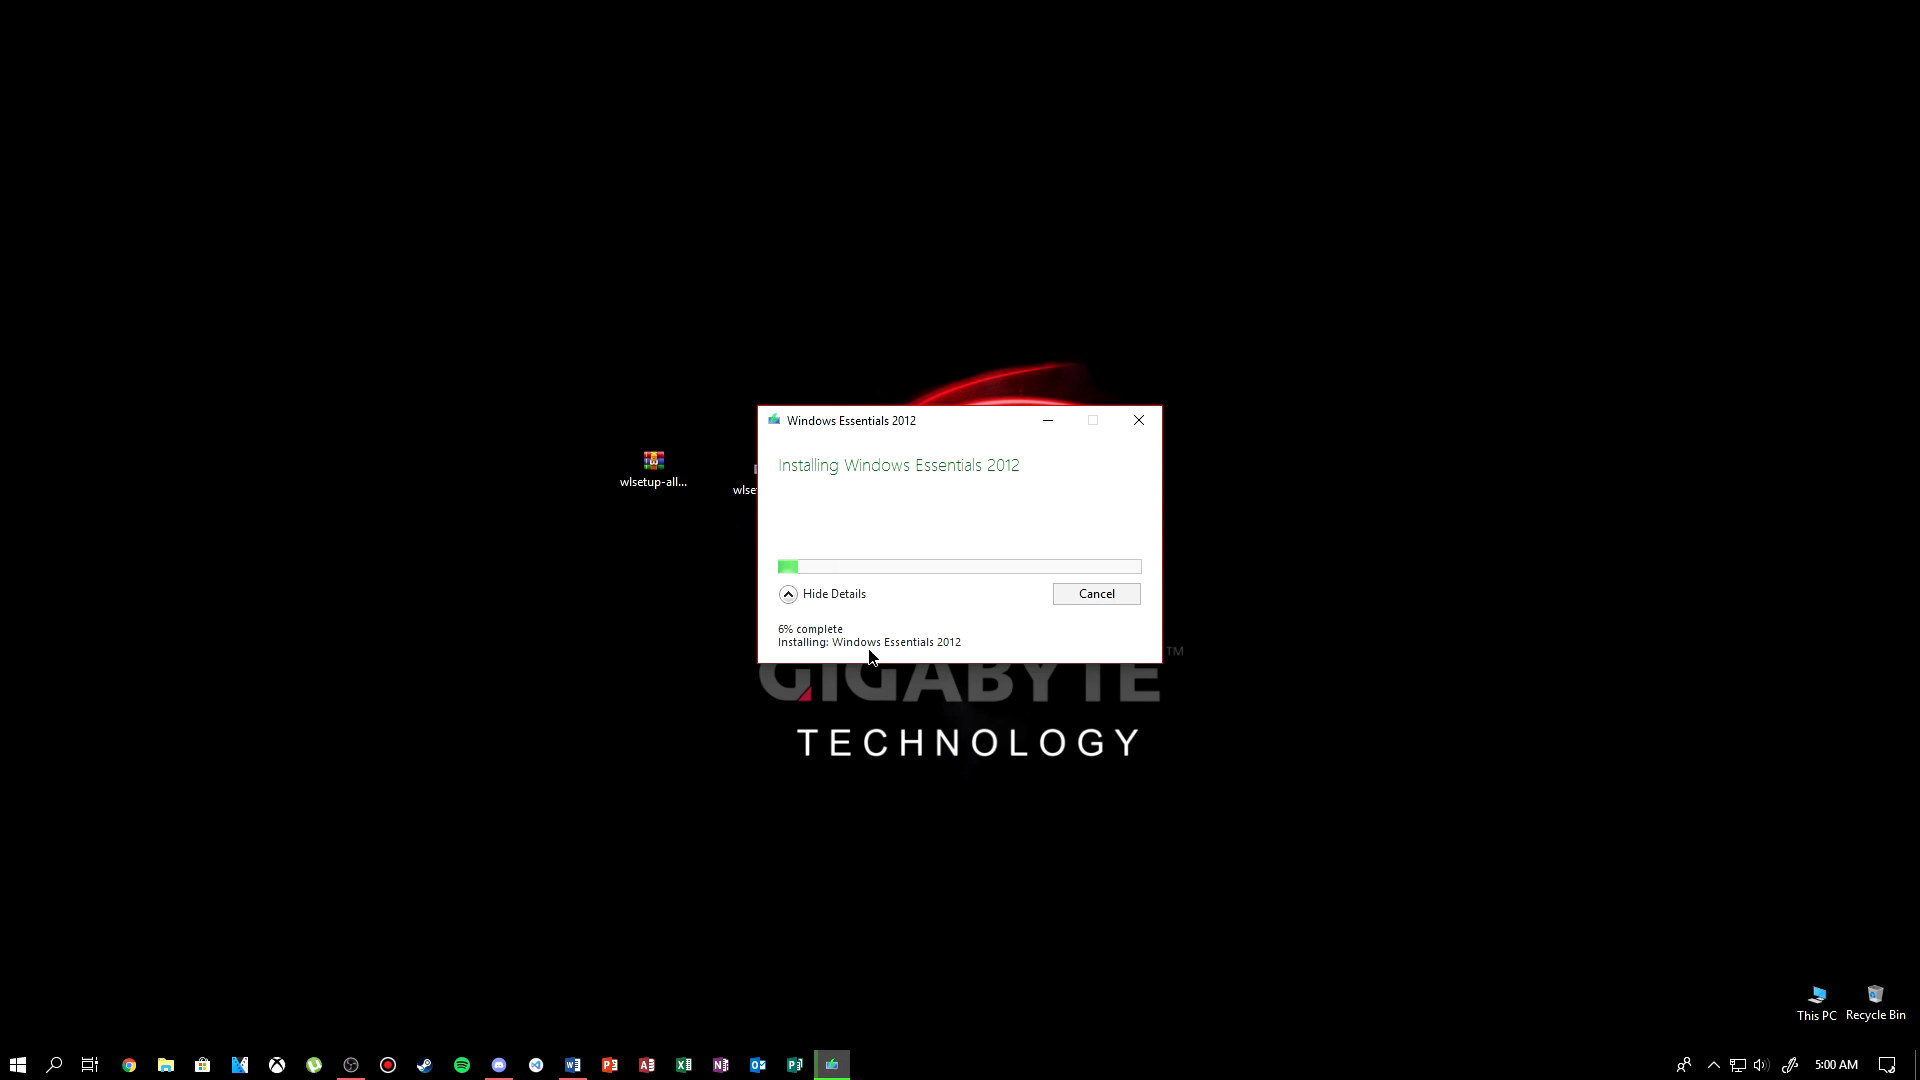 Windows Essentials 2012
Installing Windows Essentials 2012
wlsetup-all...
wlse
Hide Details
Cancel
6% complete
Installing: Windows Essentials 2012
GIGABYTE
TM
TECHNOLOGY
This PC
Recycle Bin
5:00 AM